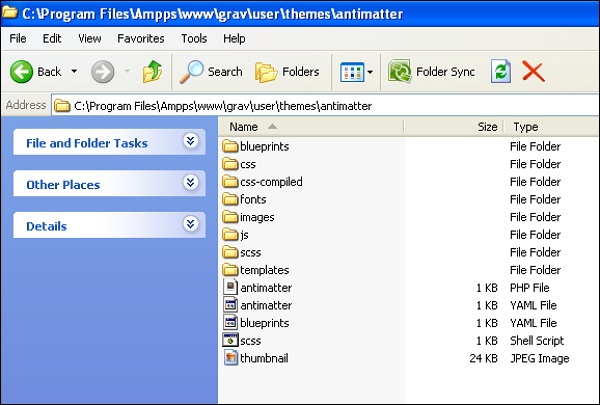 C:\Program Files\Ampps\www\grav\user\themes\antimatter
File Edit View Favorites Tools Help
Back Search Folders Folder Sync
Address C:\Program Files\Ampps\www\grav\user\themes\antimatter
File and Folder Tasks
Other Places
Details
Name Size Type
blueprints File Folder
css File Folder
css-compiled File Folder
fonts File Folder
images File Folder
js File Folder
scss File Folder
templates File Folder
antimatter 1 KB PHP File
antimatter 1 KB YAML File
blueprints 1 KB YAML File
scss 1 KB Shell Script
thumbnail 24 KB JPEG Image